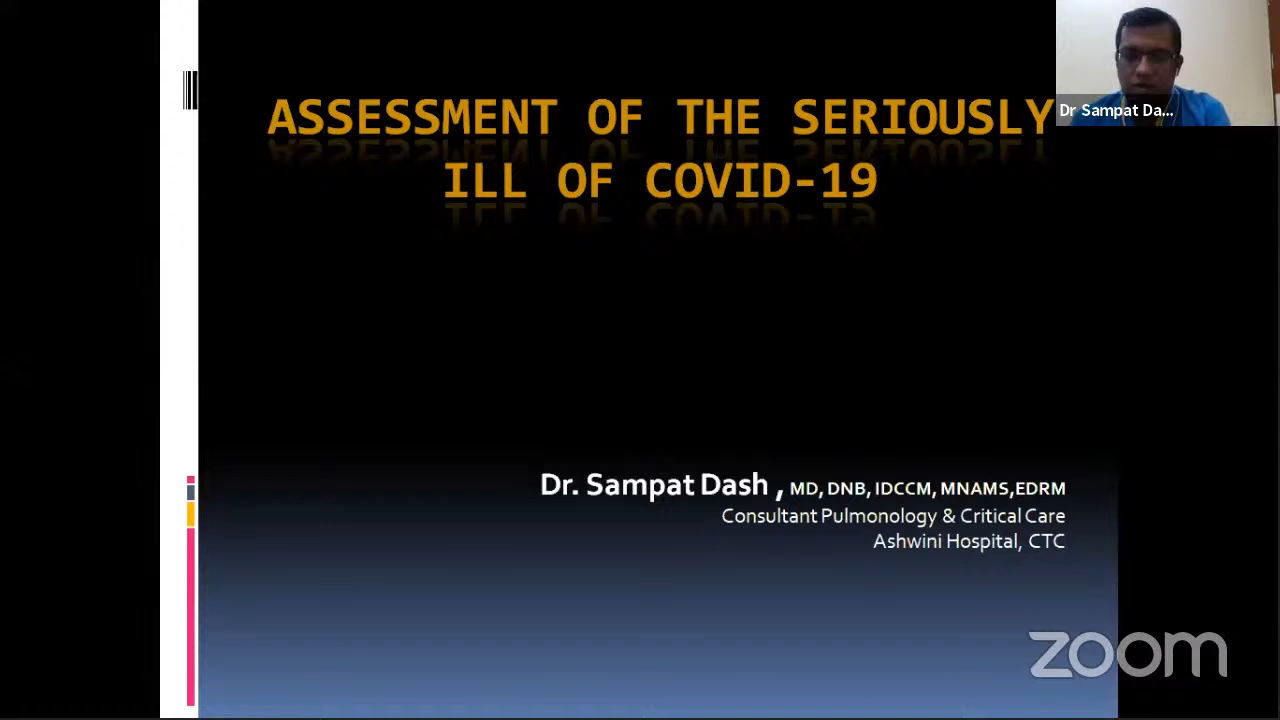 ASSESSMENT OF THE SERIOUSLY
ILL OF COVID-19
Dr Sampat Da...
Dr. Sampat Dash , MD, DNB, IDCCM, MNAMS,EDRM
Consultant Pulmonology & Critical Care
Ashwini Hospital, CTC
zoom